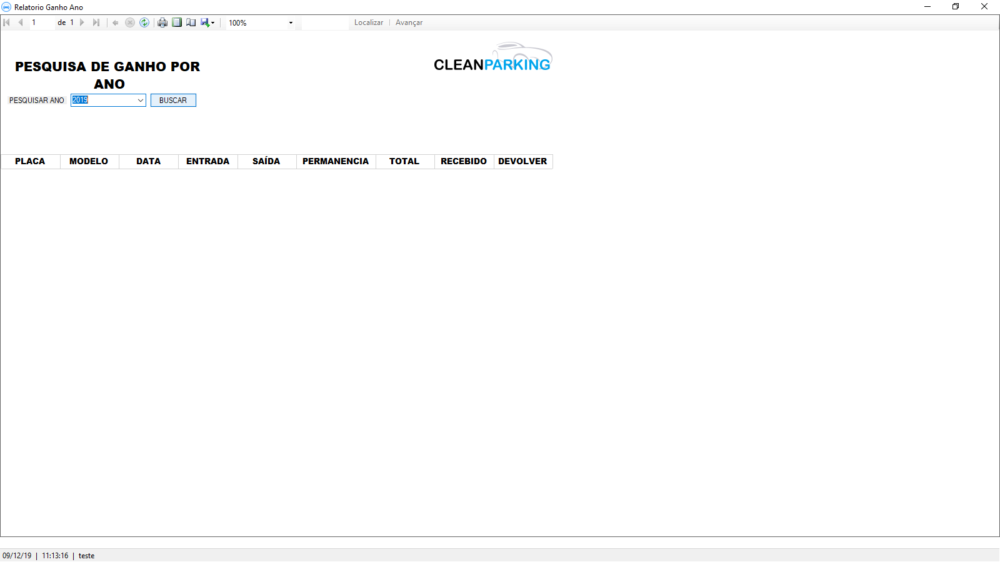 Relatorio Ganho Ano
1 de 1 100% Localizar | Avançar
CLEANPARKING
PESQUISA DE GANHO POR
ANO
PESQUISAR ANO 2019 BUSCAR
PLACA MODELO DATA ENTRADA SAÍDA PERMANENCIA TOTAL RECEBIDO DEVOLVER
09/12/19 | 11:13:16 | teste